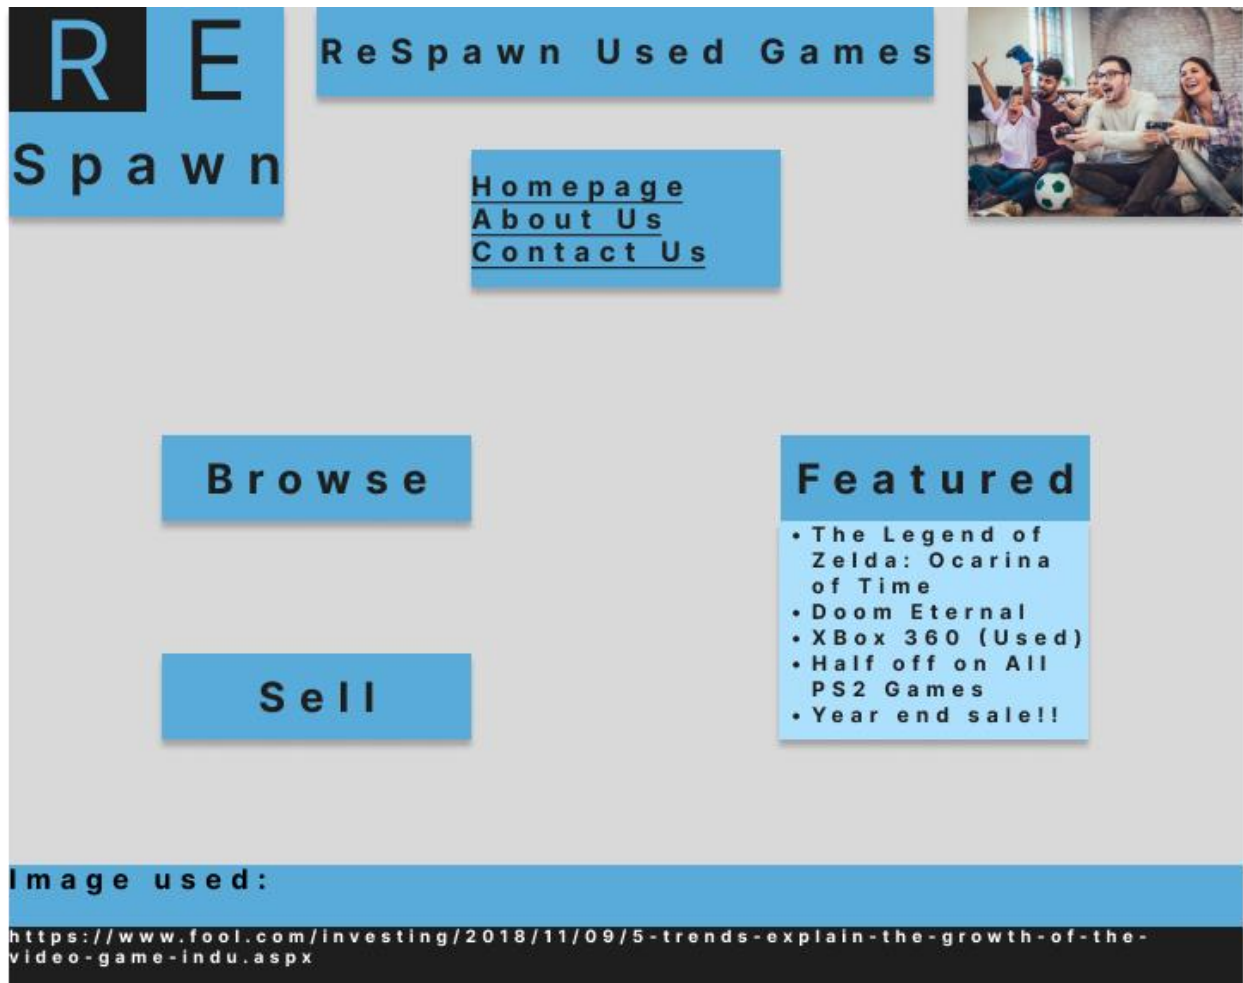 RE
Spawn
ReSpawn Used Games
Homepage
About Us
Contact Us
Browse
Sell
Featured
• The Legend of
Zelda: Ocarina
of Time
• Doom Eternal
• XBox 360 (Used)
• Half off on All
PS2 Games
• Year end sale!!
Image used:
https://www.fool.com/investing/2018/11/09/5-trends-explain-the-growth-of-the-
video-game-indu.aspx